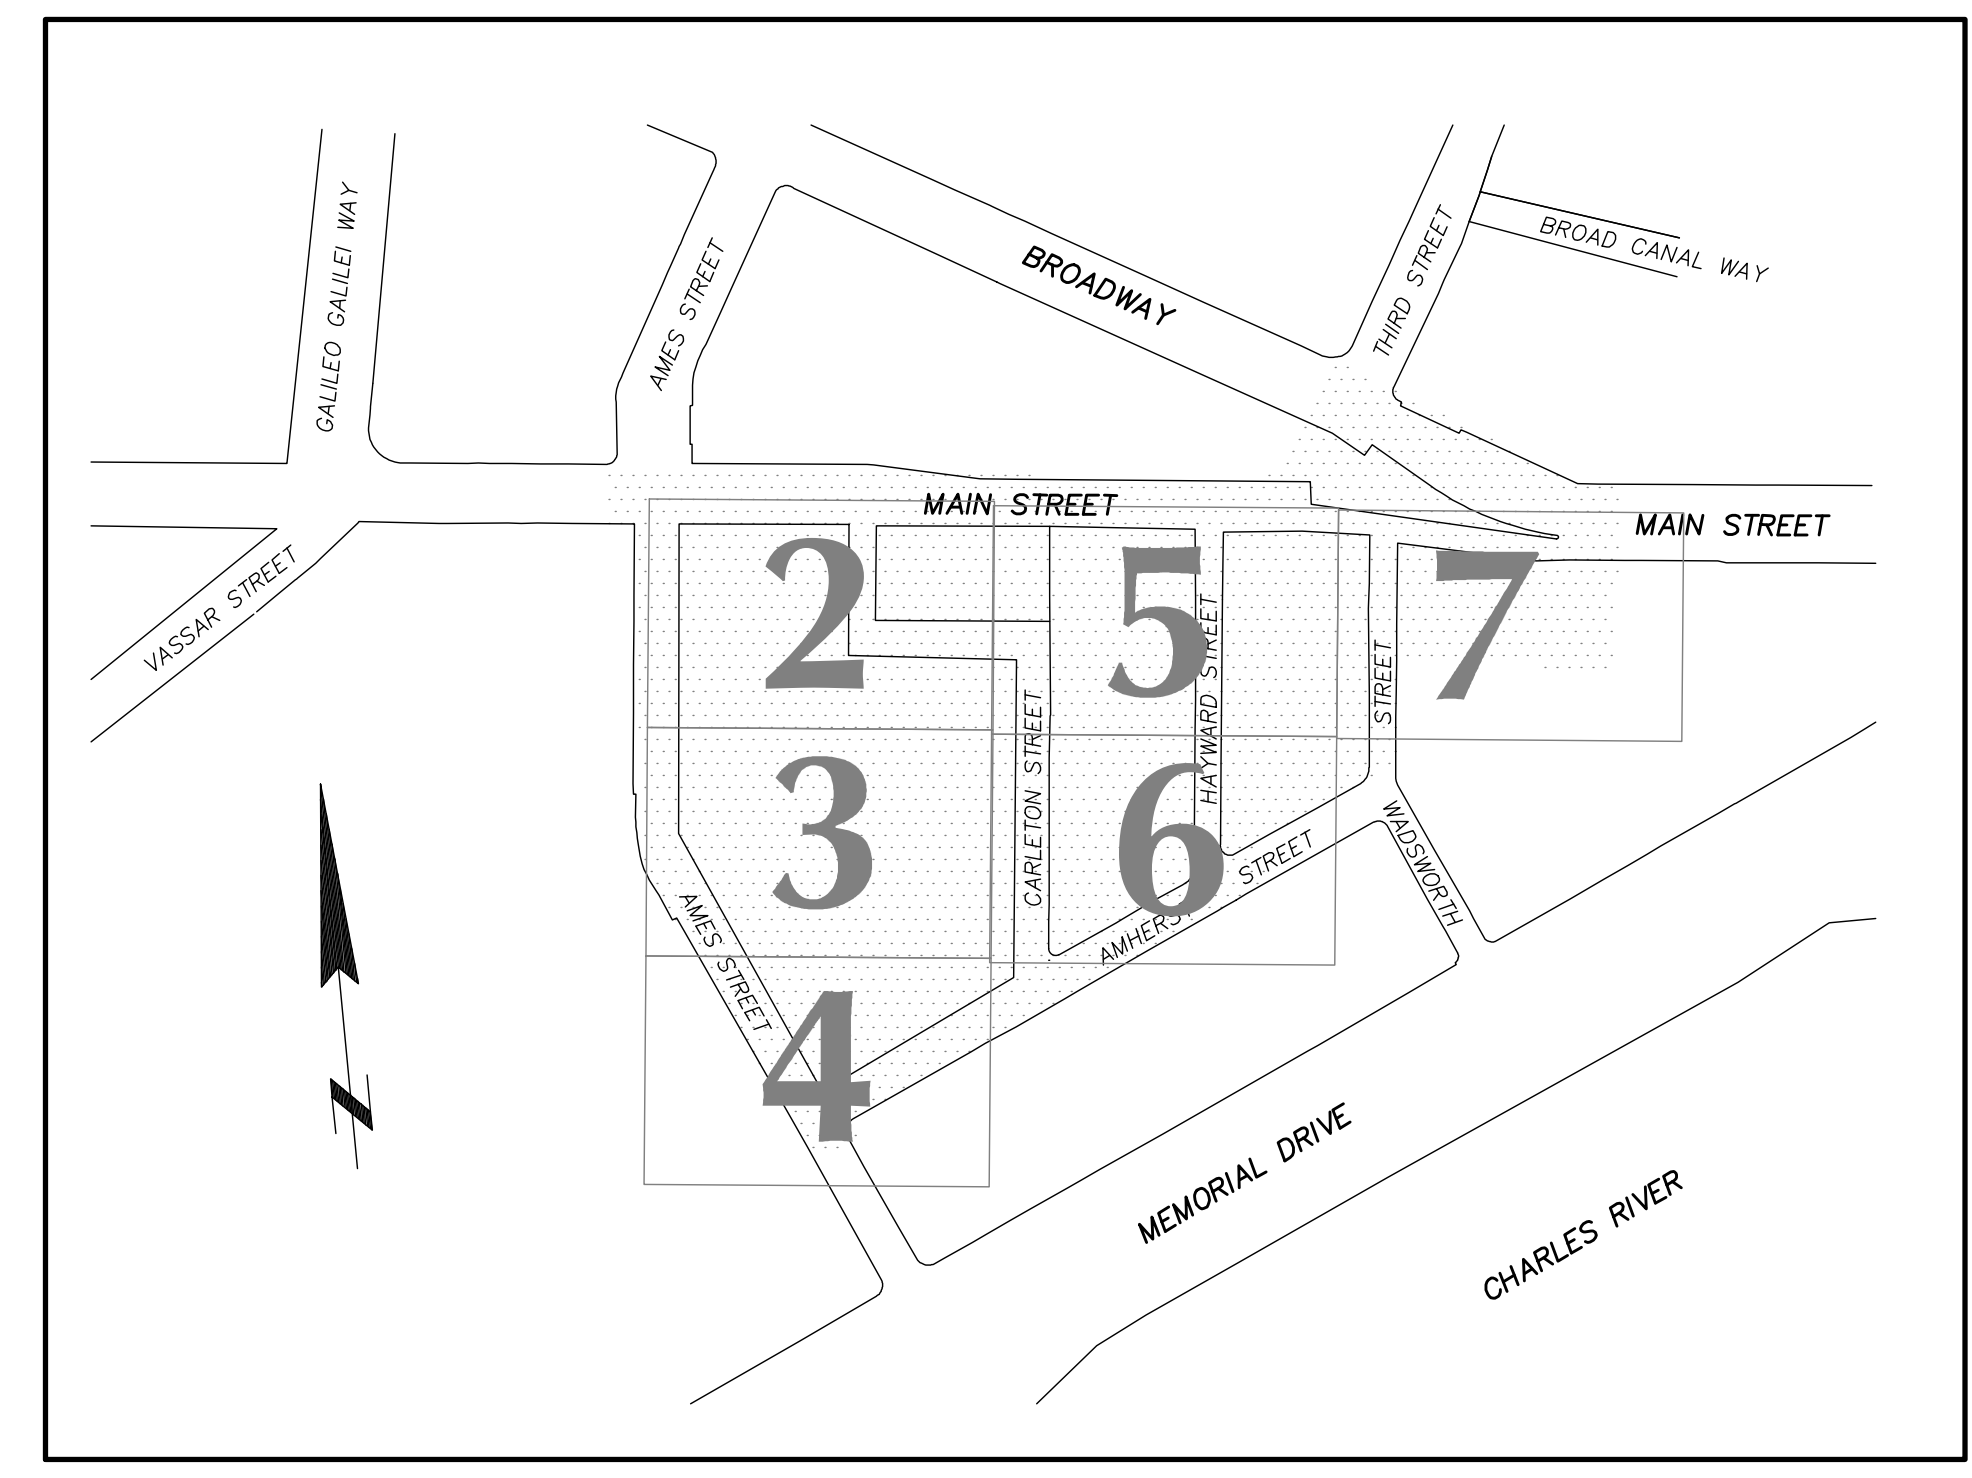 GALILEO GALILEI WAY
AMES STREET
BROADWAY
THIRD STREET
BROAD CANAL WAY
MAIN STREET
MAIN STREET
VASSAR STREET
2
5
7
HAYWARD STREET
STREET
CARLETON STREET
3
6
WADSWORTH
AMHERST STREET
AMES STREET
4
N
MEMORIAL DRIVE
CHARLES RIVER